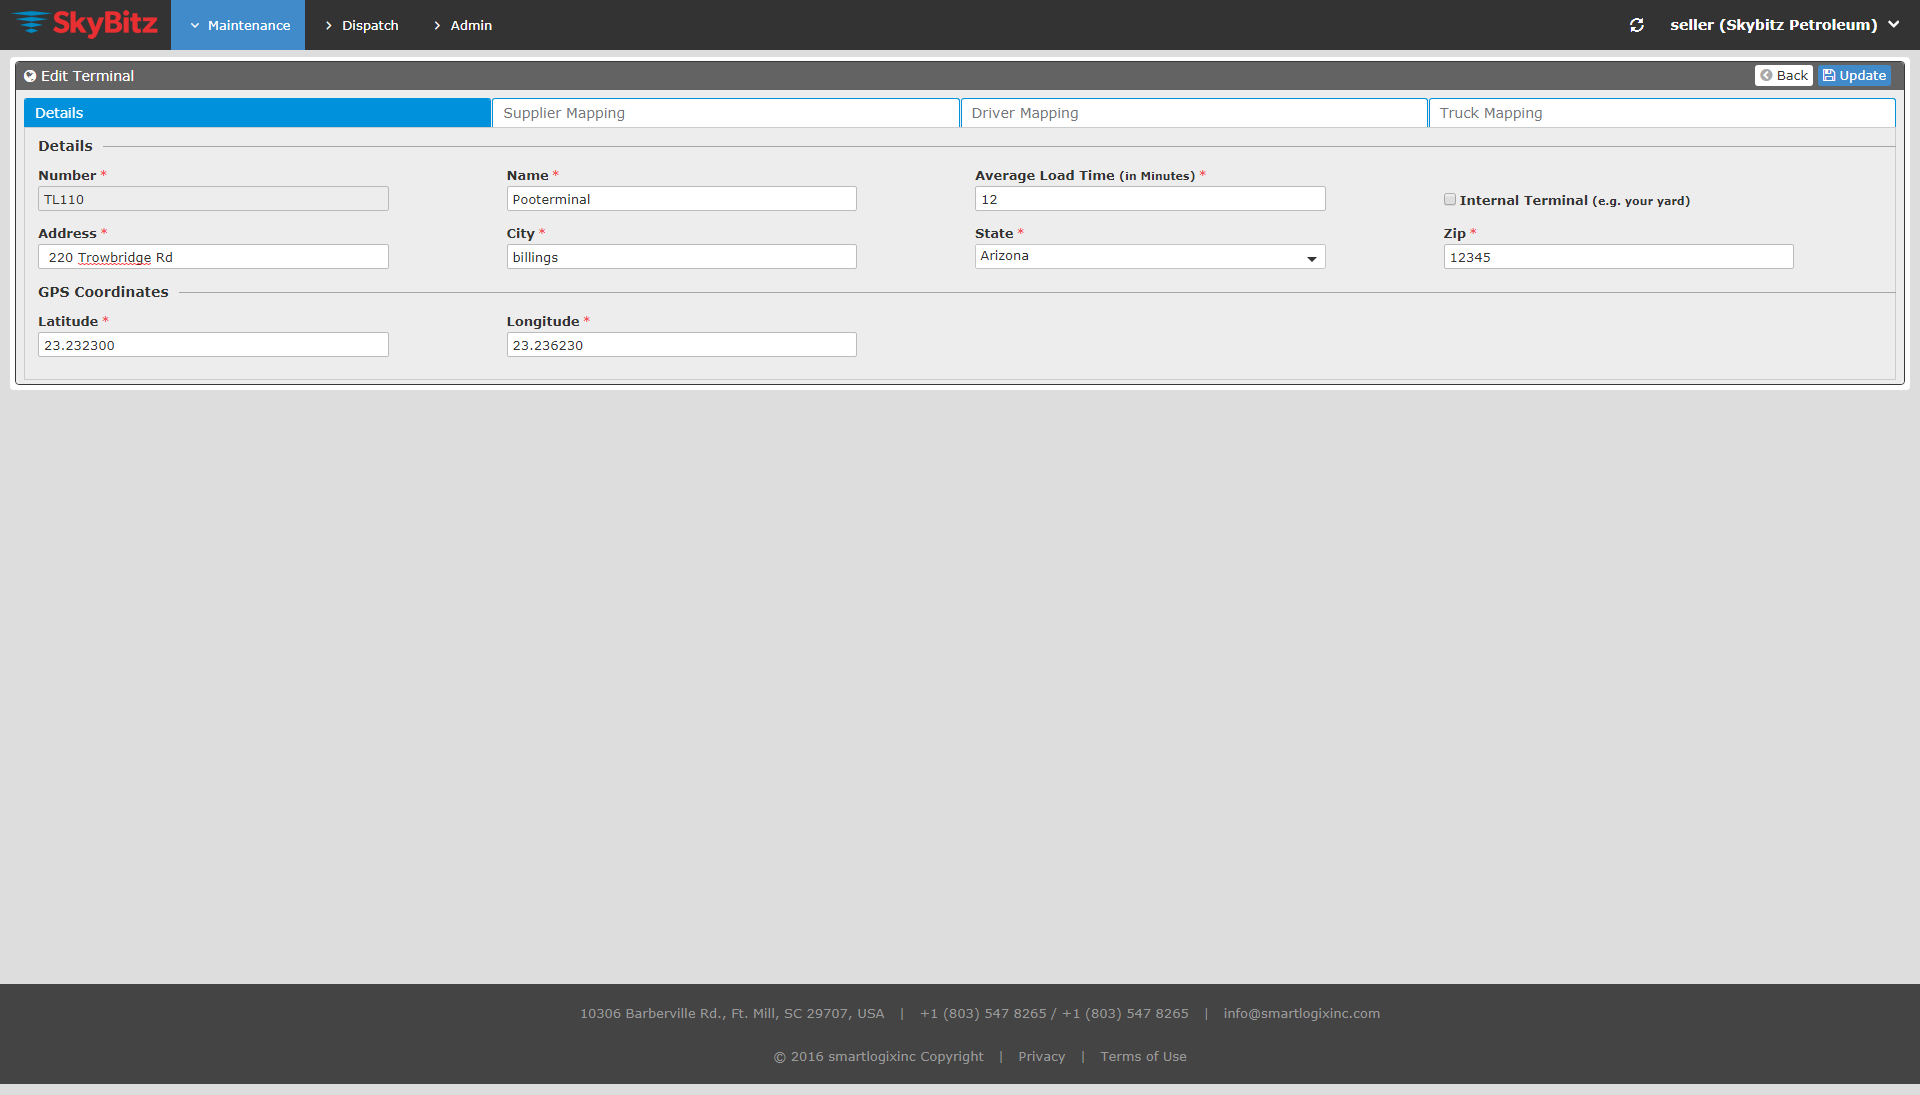 SkyBitz Maintenance Dispatch Admin seller (Skybitz Petroleum)
Edit Terminal Back Update
Details Supplier Mapping Driver Mapping Truck Mapping
Details
Number * Name * Average Load Time (in Minutes) *
TL110 Pooterminal 12 Internal Terminal (e.g. your yard)
Address * City * State * Zip *
220 Trowbridge Rd billings Arizona 12345
GPS Coordinates
Latitude * Longitude *
23.232300 23.236230
10306 Barberville Rd., Ft. Mill, SC 29707, USA | +1 (803) 547 8265 / +1 (803) 547 8265 | info@smartlogixinc.com
© 2016 smartlogixinc Copyright | Privacy | Terms of Use